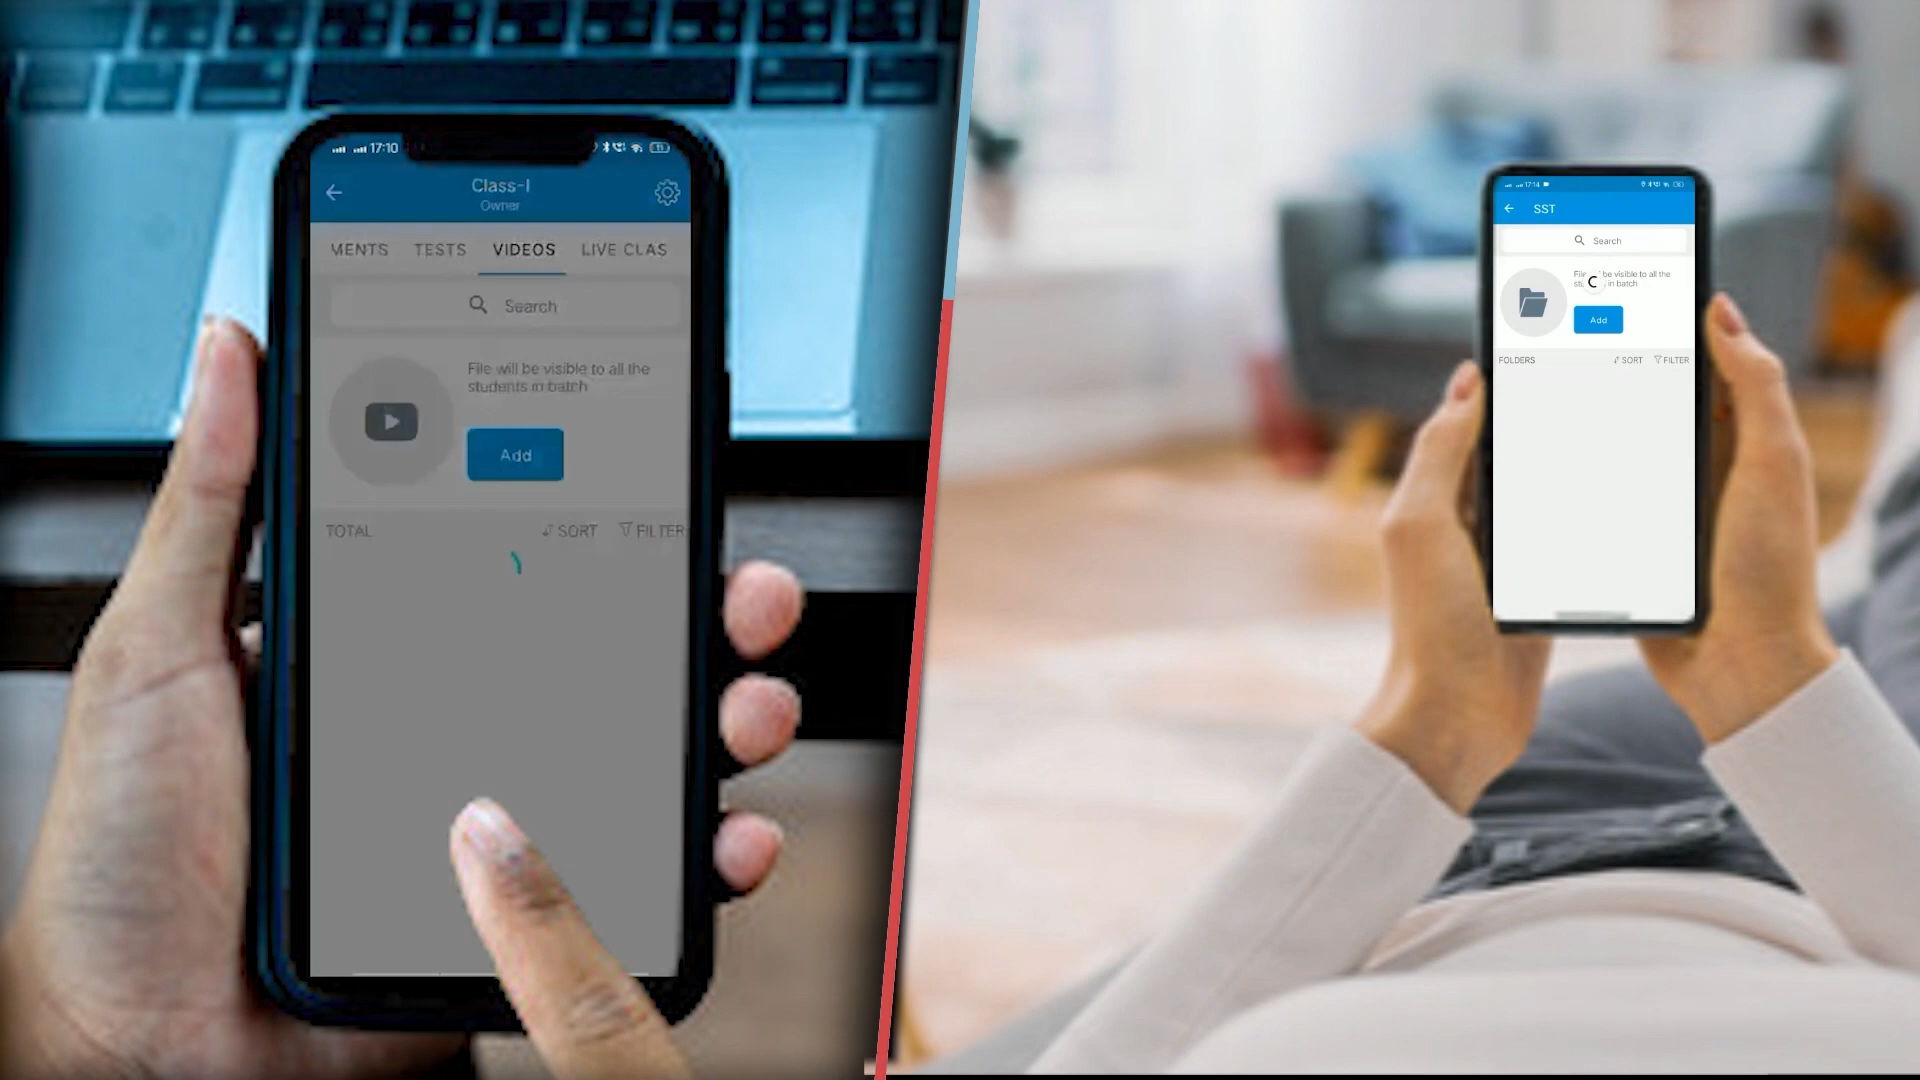 17:10
Class-I
Owner
MENTS TESTS VIDEOS LIVE CLAS
Search
File will be visible to all the
students in batch
Add
TOTAL SORT FILTER
17:14
SST
Search
be visible to all the
in batch
Add
FOLDERS SORT FILTER